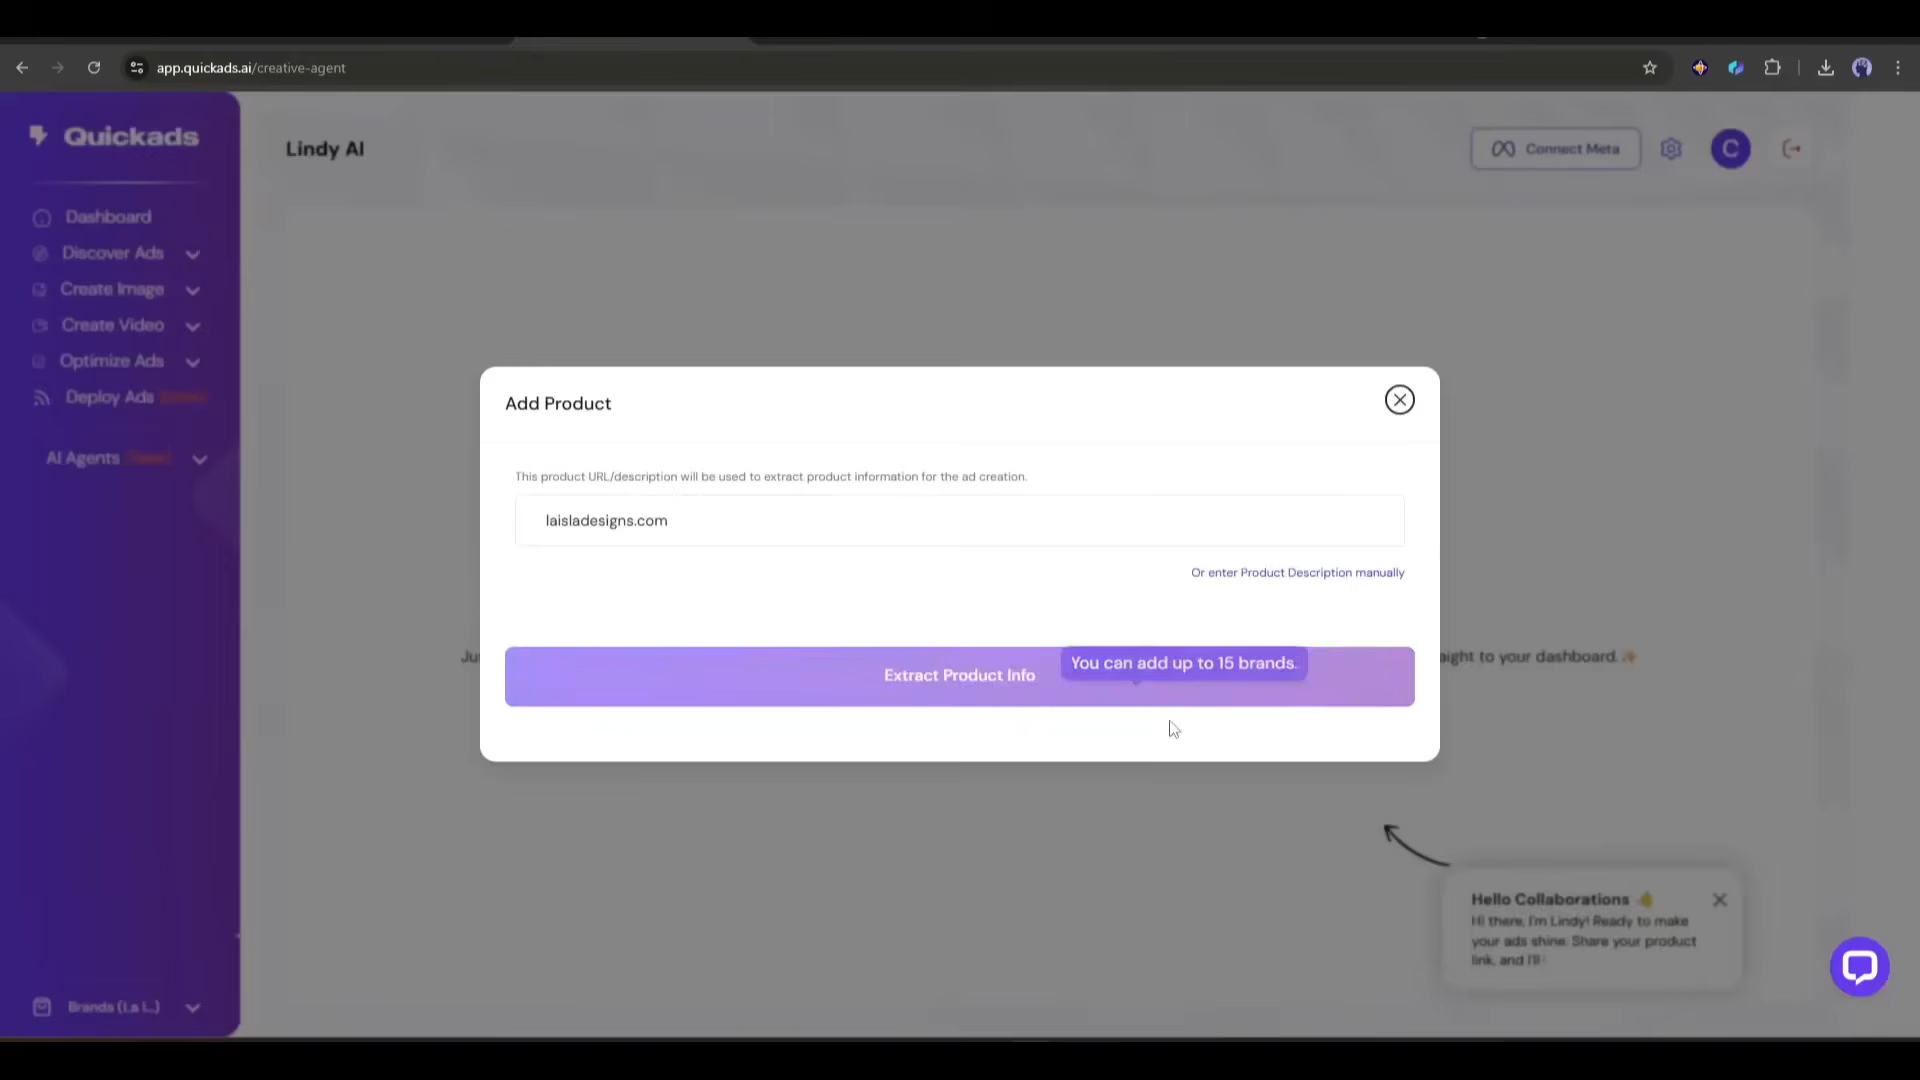 app.quickads.ai/creative-agent
Quickads
Lindy AI
Connect Meta
C
Dashboard
Discover Ads
Create Image
Create Video
Optimize Ads
Deploy Ads
AI Agents
Add Product
This product URL/description will be used to extract product information for the ad creation.
laisladesigns.com
Or enter Product Description manually
Extract Product Info
You can add up to 15 brands.
to your dashboard.
Hello Collaborations
Hi there, I'm Lindy! Ready to make
your ads shine. Share your product
link, and I'll
Brands (La I...)